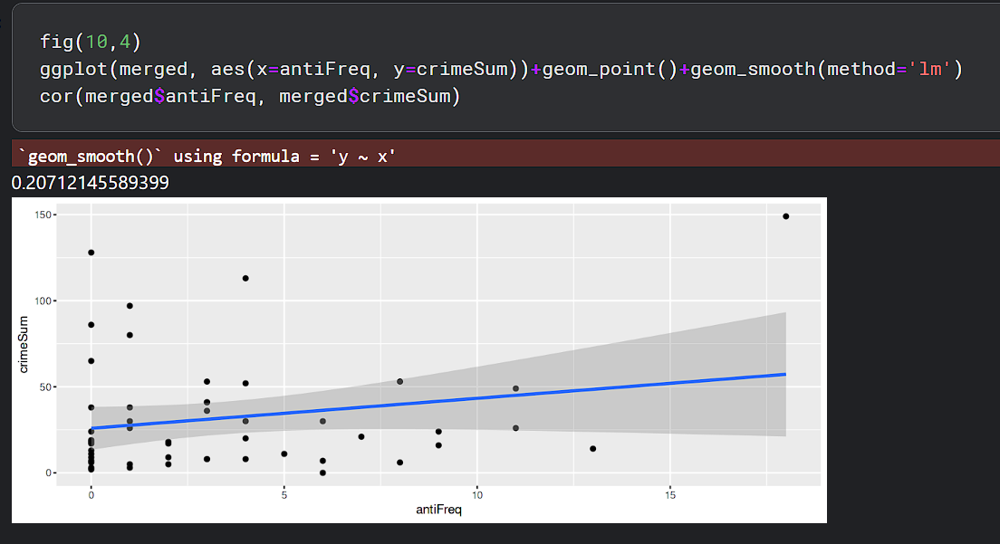 fig(10,4)
ggplot(merged, aes(x=antiFreq, y=crimeSum))+geom_point()+geom_smooth(method='lm')
cor(merged$antiFreq, merged$crimeSum)
`geom_smooth()` using formula = 'y ~ x'
0.20712145589399
150
100
50
0
crimeSum
0
5
10
15
antiFreq